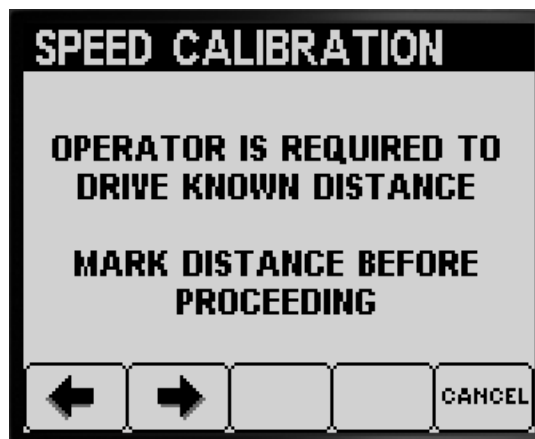 SPEED CALIBRATION
OPERATOR IS REQUIRED TO
DRIVE KNOWN DISTANCE
MARK DISTANCE BEFORE
PROCEEDING
CANCEL